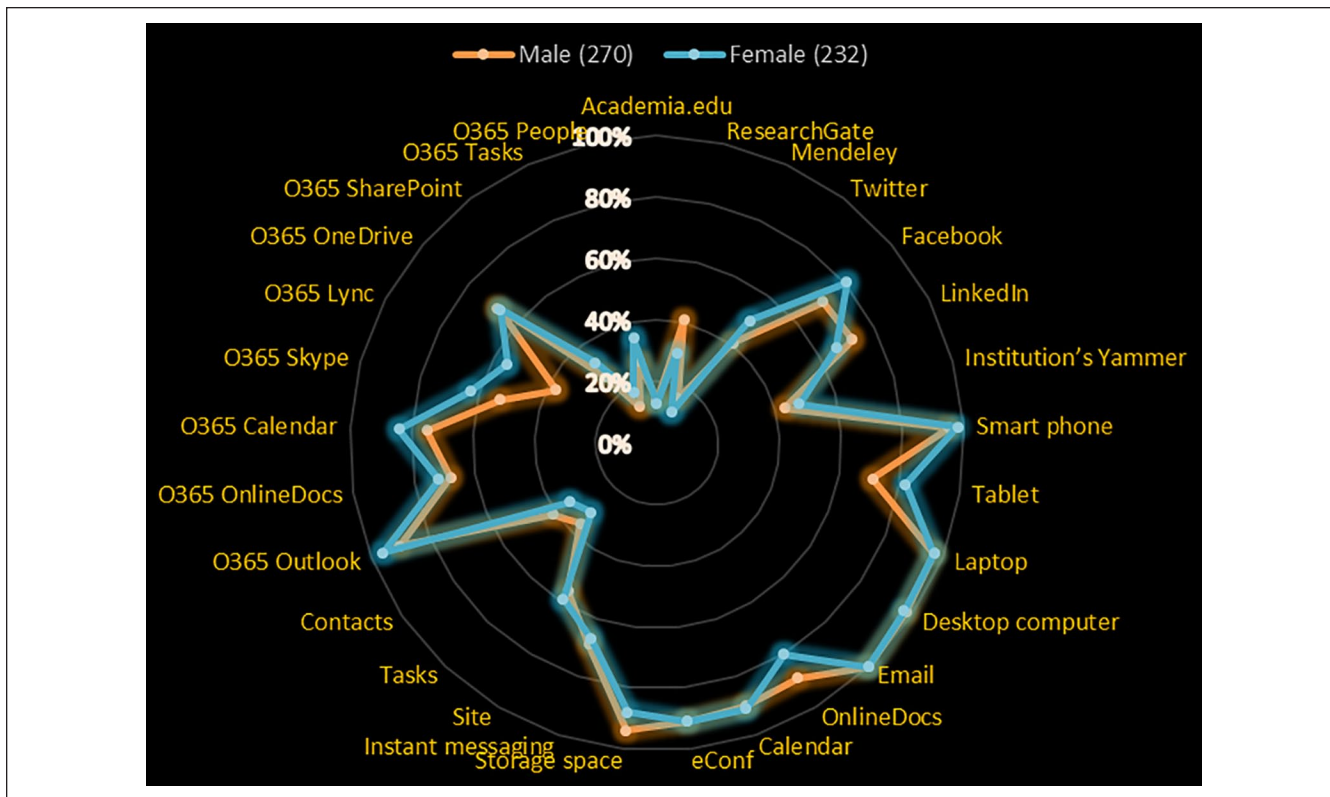 Male (270)
Female (232)
Academia.edu
ResearchGate
Mendeley
Twitter
Facebook
LinkedIn
Institution’s Yammer
Smart phone
Tablet
Laptop
Desktop computer
Email
OnlineDocs
Calendar
eConf
Storage space
Instant messaging
Site
Tasks
Contacts
O365 Outlook
O365 OnlineDocs
O365 Calendar
O365 Skype
O365 Lync
O365 OneDrive
O365 SharePoint
O365 Tasks
O365 People
100%
80%
60%
40%
20%
0%